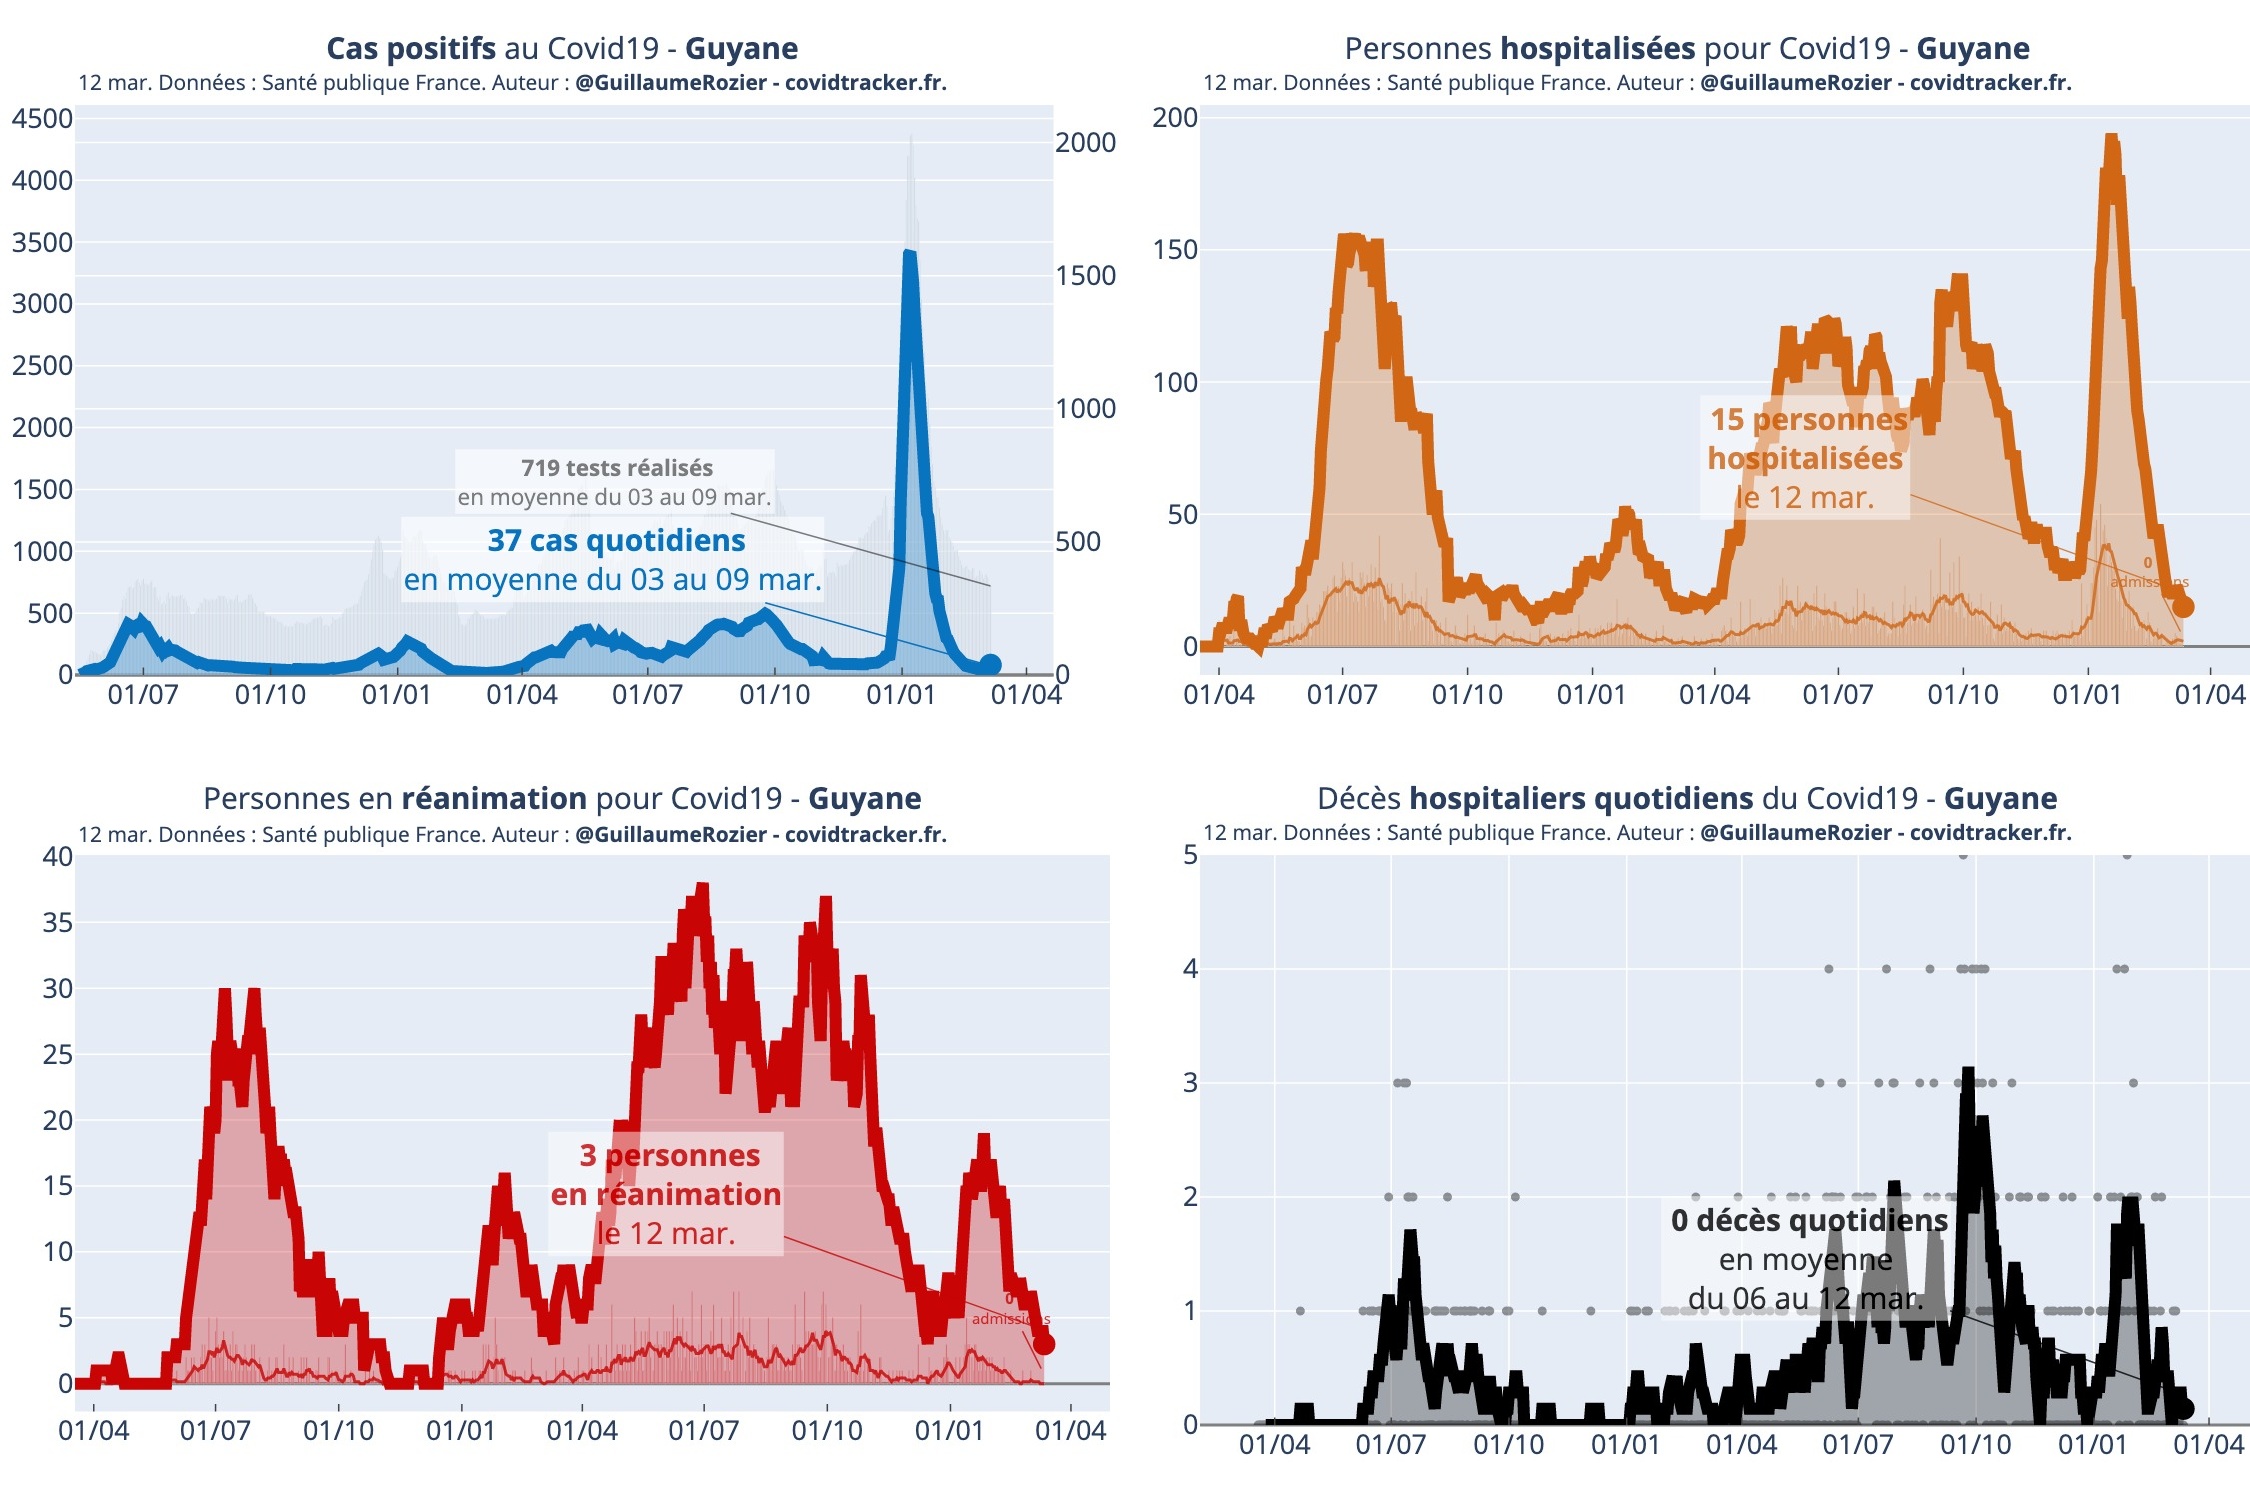 Cas positifs au Covid19 - Guyane
12 mar. Données : Santé publique France. Auteur : @GuillaumeRozier - covidtracker.fr.
4500
4000
3500
3000
2500
2000
1500
1000
500
0
2000
1500
1000
500
0
719 tests réalisés
en moyenne du 03 au 09 mar.
37 cas quotidiens
en moyenne du 03 au 09 mar.
01/07 01/10 01/01 01/04 01/07 01/10 01/01 01/04
Personnes hospitalisées pour Covid19 - Guyane
12 mar. Données : Santé publique France. Auteur : @GuillaumeRozier - covidtracker.fr.
200
150
100
50
0
15 personnes
hospitalisées
le 12 mar.
0
admissions
01/04 01/07 01/10 01/01 01/04 01/07 01/10 01/01 01/04
Personnes en réanimation pour Covid19 - Guyane
12 mar. Données : Santé publique France. Auteur : @GuillaumeRozier - covidtracker.fr.
40
35
30
25
20
15
10
5
0
3 personnes
en réanimation
le 12 mar.
0
admissions
01/04 01/07 01/10 01/01 01/04 01/07 01/10 01/01 01/04
Décès hospitaliers quotidiens du Covid19 - Guyane
12 mar. Données : Santé publique France. Auteur : @GuillaumeRozier - covidtracker.fr.
5
4
3
2
1
0
0 décès quotidiens
en moyenne
du 06 au 12 mar.
01/04 01/07 01/10 01/01 01/04 01/07 01/10 01/01 01/04